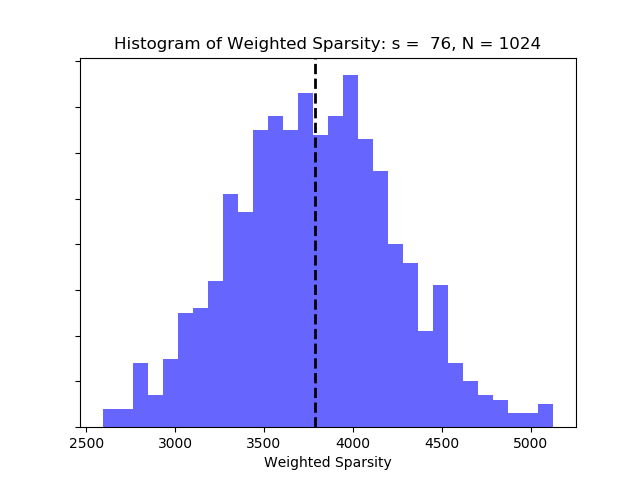 Histogram of Weighted Sparsity: s =  76, N = 1024
2500 3000 3500 4000 4500 5000
Weighted Sparsity